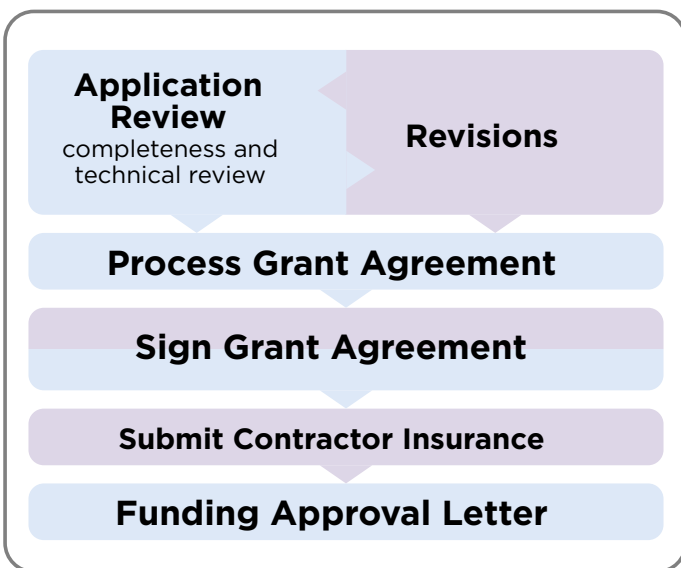 Application
Review
completeness and
technical review
Revisions
Process Grant Agreement
Sign Grant Agreement
Submit Contractor Insurance
Funding Approval Letter